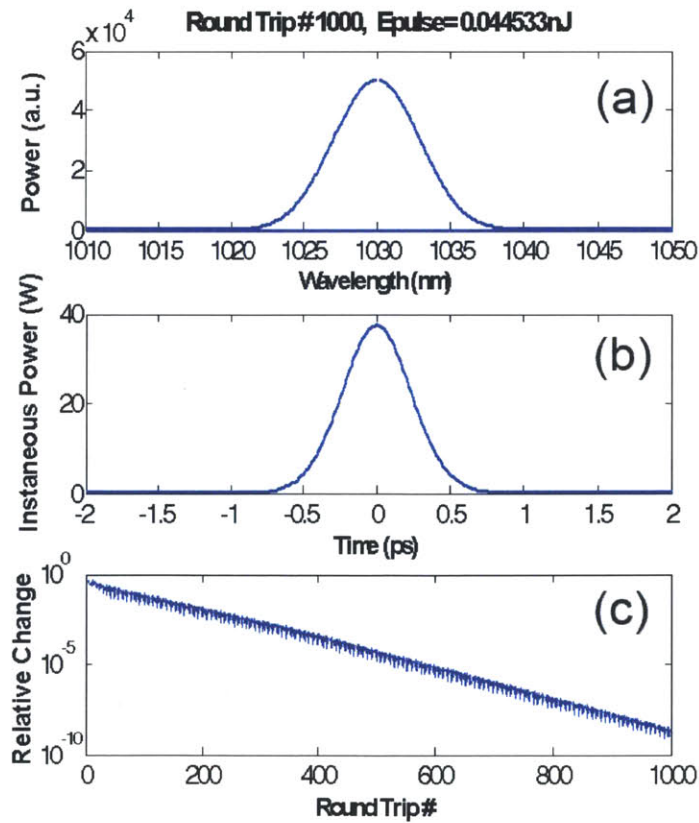 Round Trip # 1000, Epulse= 0.044533nJ
x10^4
6
4
2
0
Power (a.u.)
(a)
1010 1015 1020 1025 1030 1035 1040 1045 1050
Wavelength (nm)
40
20
0
Instaneous Power (W)
(b)
-2 -1.5 -1 -0.5 0 0.5 1 1.5 2
Time (ps)
10^0
10^-5
10^-10
Relative Change
(c)
0 200 400 600 800 1000
Round Trip #